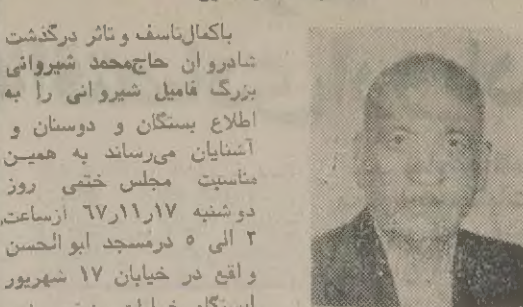 باکمال‌تاسف و تاثر درگذشت
شادروان حاج‌محمد شیروانی
بزرگ فامیل شیروانی را به
اطلاع بستگان و دوستان و
آشنایان می‌رساند به همین
مناسبت مجلس ختمی روز
دوشنبه ۶۷٫۱۱٫۱۷ ازساعت
۳ الی ۵ درمسجد ابوالحسن
واقع در خیابان ۱۷ شهریور